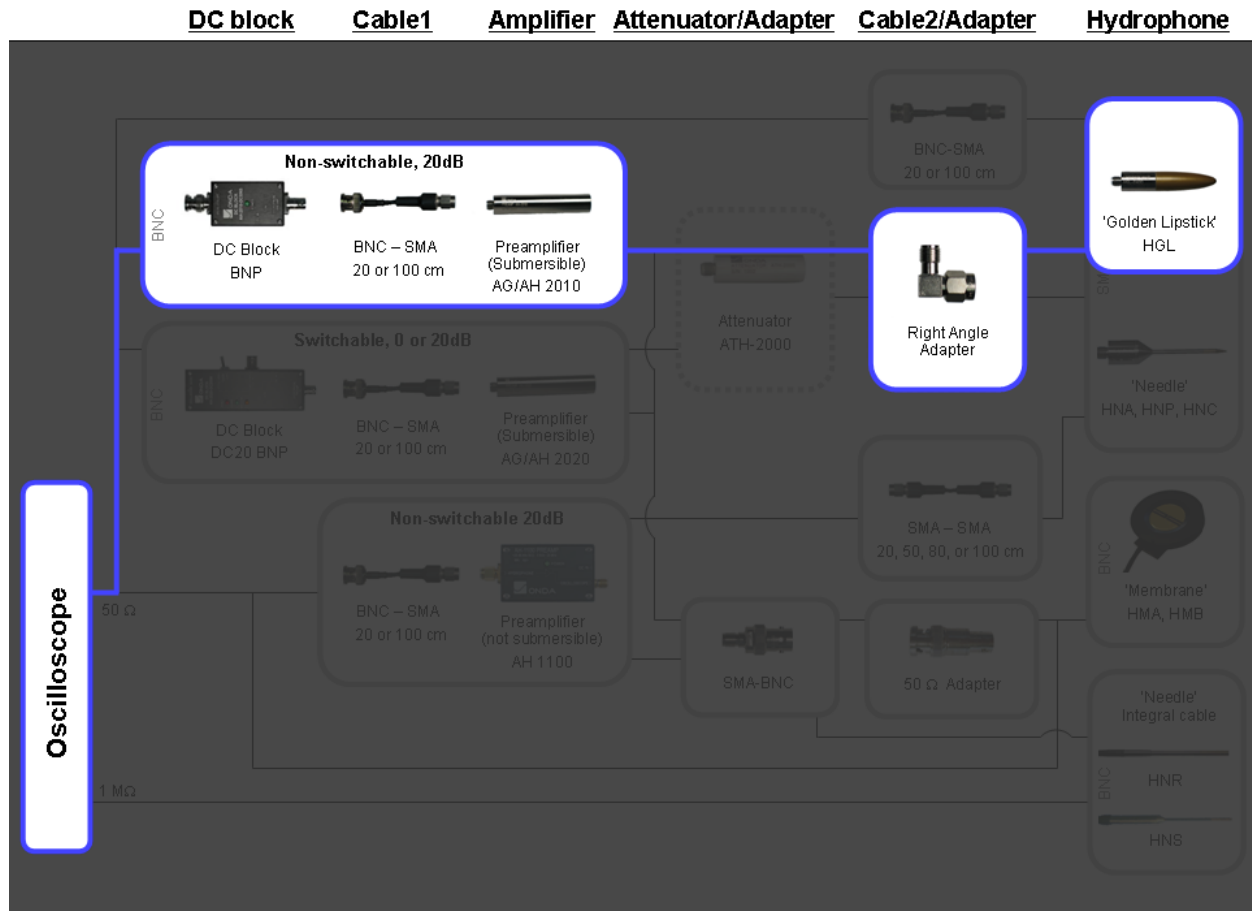 DC block Cable1 Amplifier Attenuator/Adapter Cable2/Adapter Hydrophone
BNC-SMA
20 or 100 cm
Non-switchable, 20dB
BNC
DC Block
BNP
BNC – SMA
20 or 100 cm
Preamplifier
(Submersible)
AG/AH 2010
Attenuator
ATH-2000
Right Angle
Adapter
'Golden Lipstick'
HGL
'Needle'
HNA, HNP, HNC
Switchable, 0 or 20dB
BNC
DC Block
DC20 BNP
BNC – SMA
20 or 100 cm
Preamplifier
(Submersible)
AG/AH 2020
SMA – SMA
20, 50, 80, or 100 cm
BNC
'Membrane'
HMA, HMB
Oscilloscope
50 Ω
1 MΩ
Non-switchable 20dB
BNC – SMA
20 or 100 cm
ONDA
Preamplifier
(not submersible)
AH 1100
SMA-BNC
50 Ω Adapter
'Needle'
Integral cable
BNC
HNR
HNS